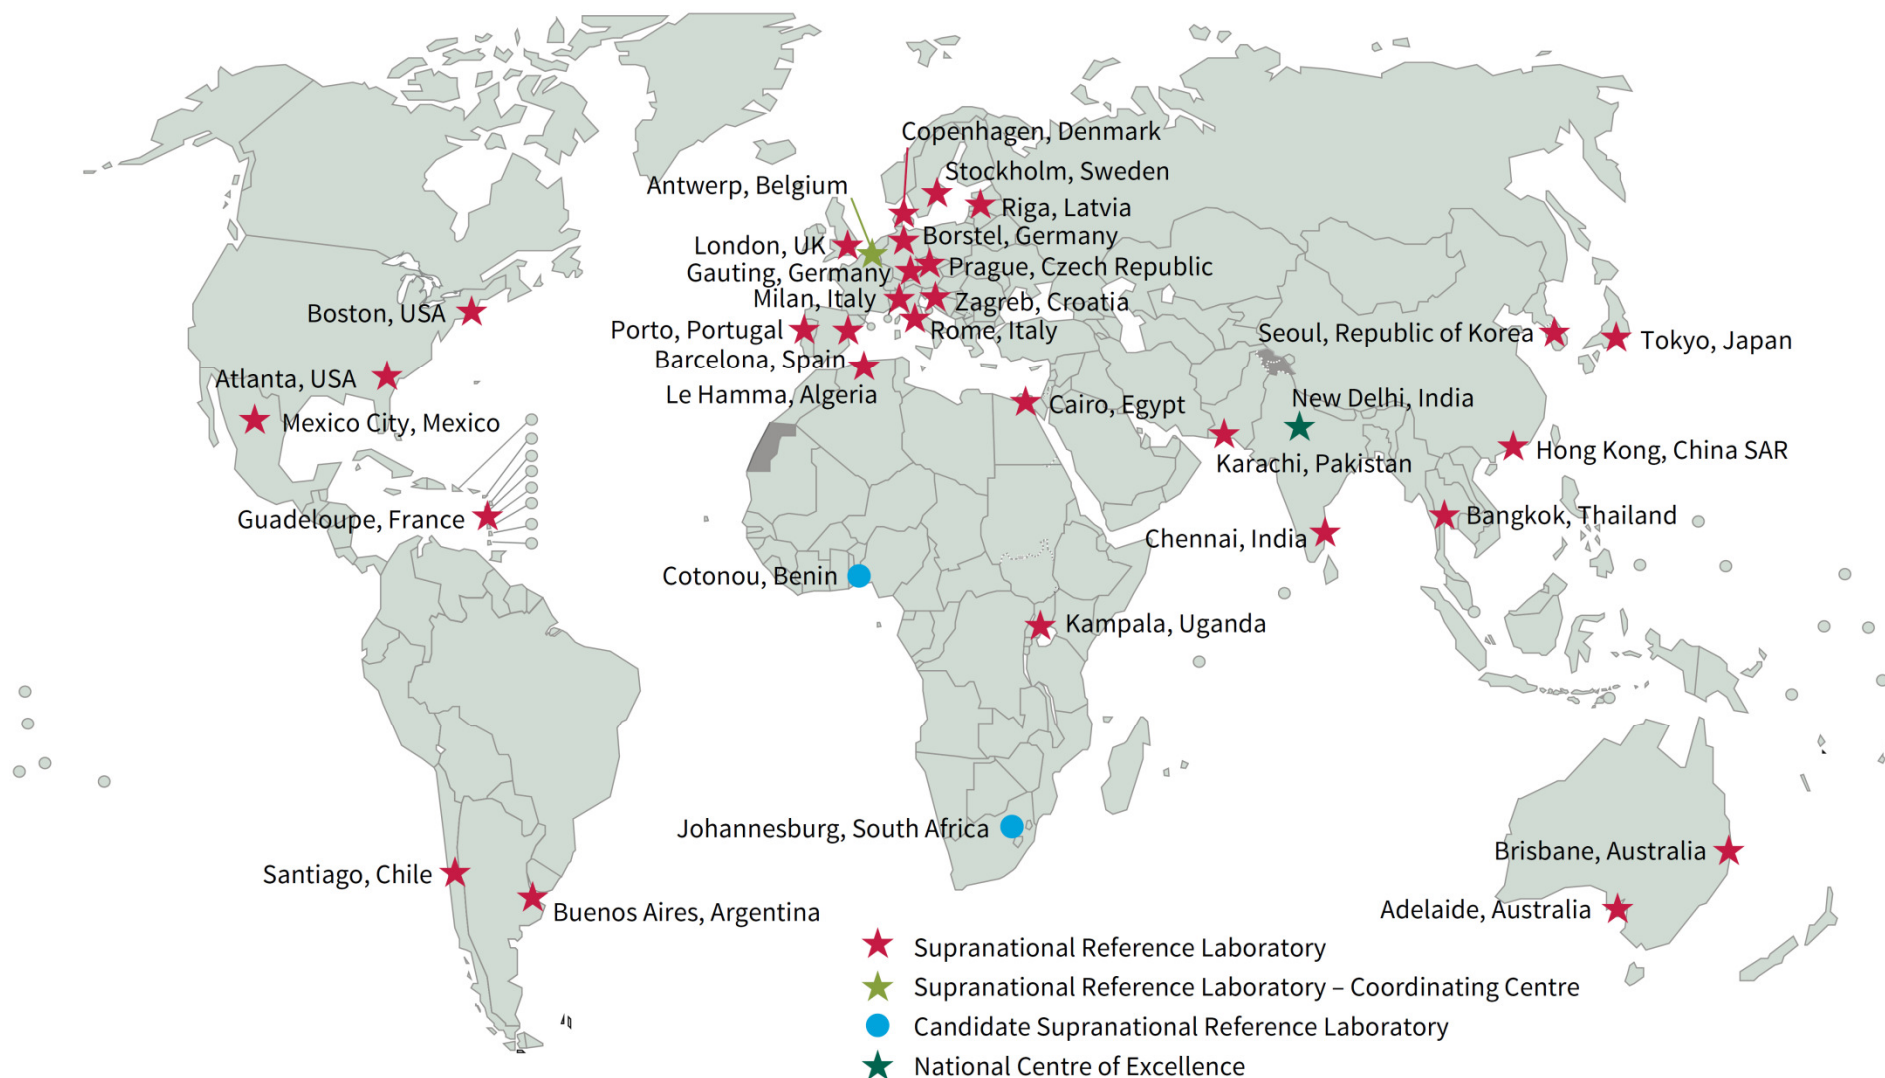 Copenhagen, Denmark
Stockholm, Sweden
Antwerp, Belgium
Riga, Latvia
London, UK
Borstel, Germany
Gauting, Germany
Prague, Czech Republic
Milan, Italy
Zagreb, Croatia
Boston, USA
Porto, Portugal
Rome, Italy
Seoul, Republic of Korea
Tokyo, Japan
Barcelona, Spain
Atlanta, USA
Le Hamma, Algeria
Cairo, Egypt
New Delhi, India
Mexico City, Mexico
Karachi, Pakistan
Hong Kong, China SAR
Guadeloupe, France
Bangkok, Thailand
Chennai, India
Cotonou, Benin
Kampala, Uganda
Johannesburg, South Africa
Brisbane, Australia
Santiago, Chile
Buenos Aires, Argentina
Adelaide, Australia
Supranational Reference Laboratory
Supranational Reference Laboratory – Coordinating Centre
Candidate Supranational Reference Laboratory
National Centre of Excellence